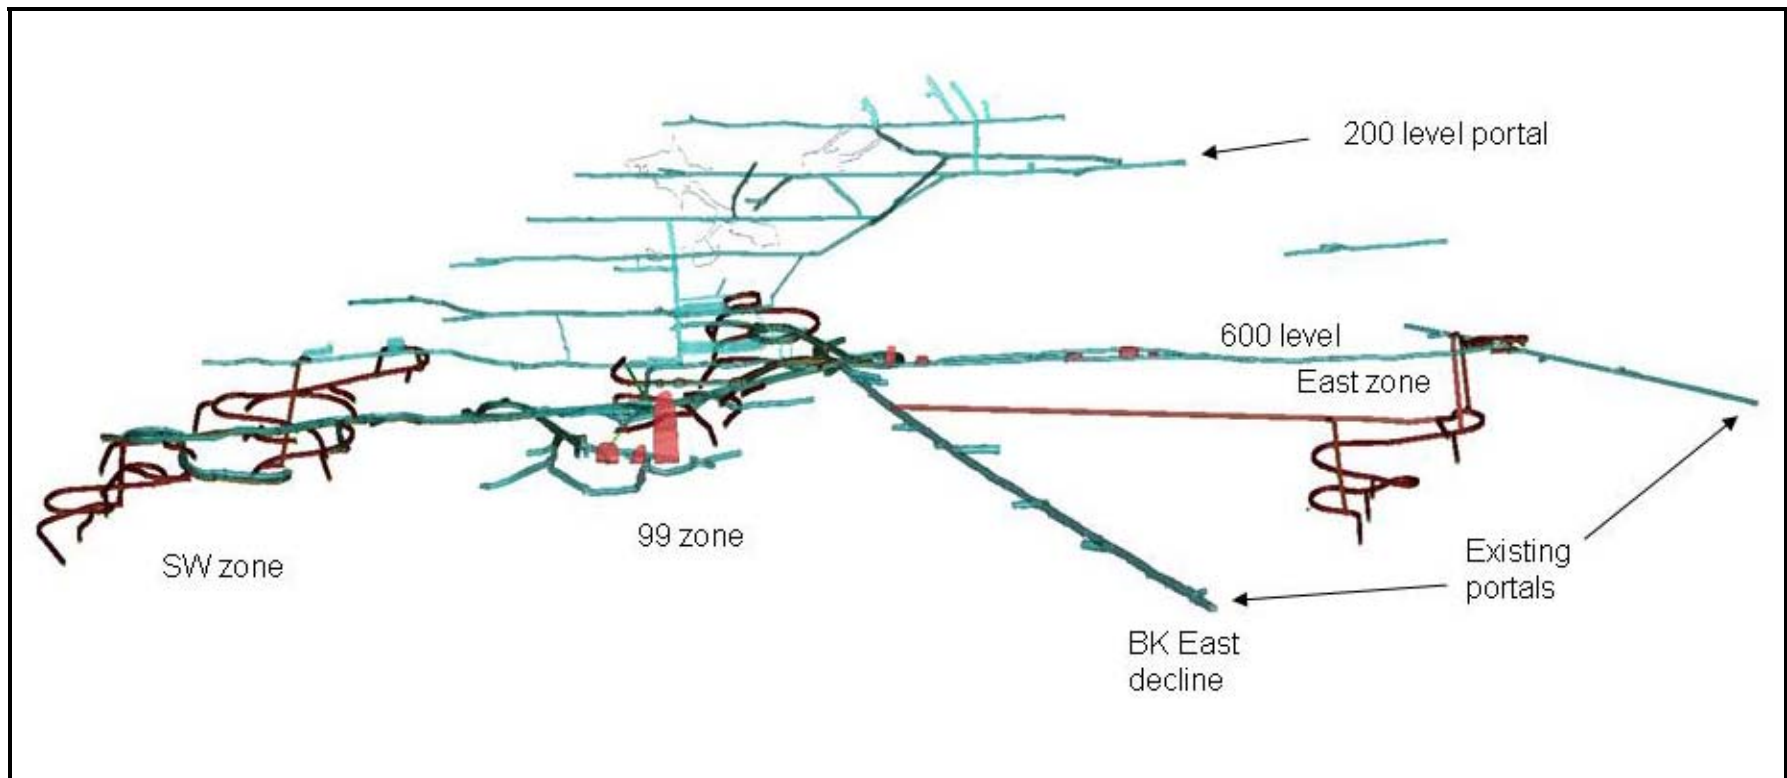 200 level portal
600 level
East zone
99 zone
SW zone
Existing
portals
BK East
decline